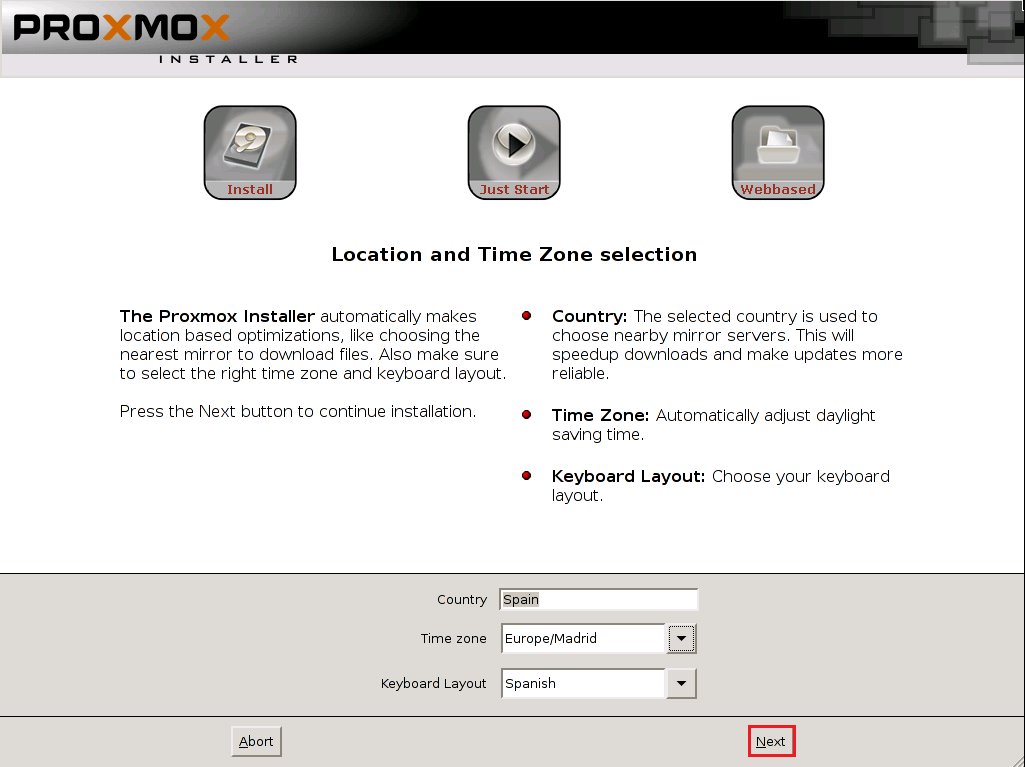 PROXMOX
INSTALLER
Install
Just Start
Webbased
Location and Time Zone selection
The Proxmox Installer automatically makes
location based optimizations, like choosing the
nearest mirror to download files. Also make sure
to select the right time zone and keyboard layout.
Press the Next button to continue installation.
Country: The selected country is used to
choose nearby mirror servers. This will
speedup downloads and make updates more
reliable.
Time Zone: Automatically adjust daylight
saving time.
Keyboard Layout: Choose your keyboard
layout.
Country Spain
Time zone Europe/Madrid
Keyboard Layout Spanish
Abort Next